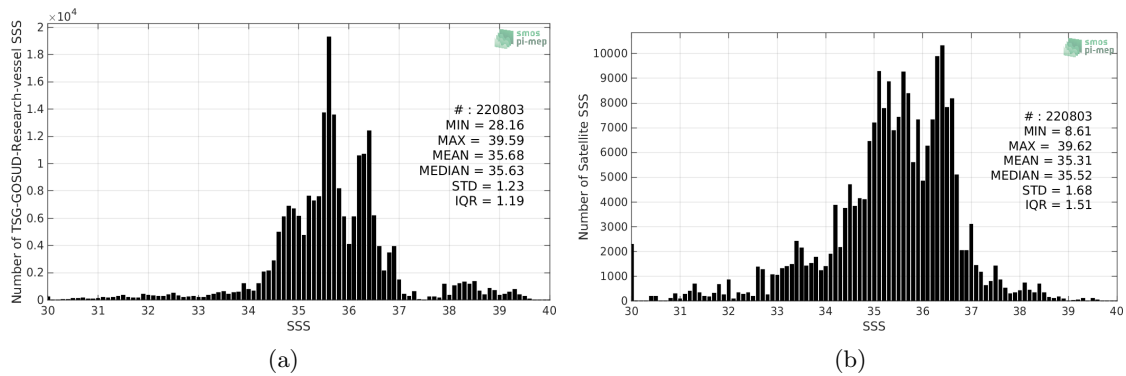 ×10⁴
2
1.8
1.6
1.4
1.2
1
0.8
0.6
0.4
0.2
0
Number of TSG-GOSUD-Research-vessel SSS
smos
pi-mep
# : 220803
MIN = 28.16
MAX = 39.59
MEAN = 35.68
MEDIAN = 35.63
STD = 1.23
IQR = 1.19
30 31 32 33 34 35 36 37 38 39 40
SSS
(a)
10000
9000
8000
7000
6000
5000
4000
3000
2000
1000
0
Number of Satellite SSS
smos
pi-mep
# : 220803
MIN = 8.61
MAX = 39.62
MEAN = 35.31
MEDIAN = 35.52
STD = 1.68
IQR = 1.51
30 31 32 33 34 35 36 37 38 39 40
SSS
(b)